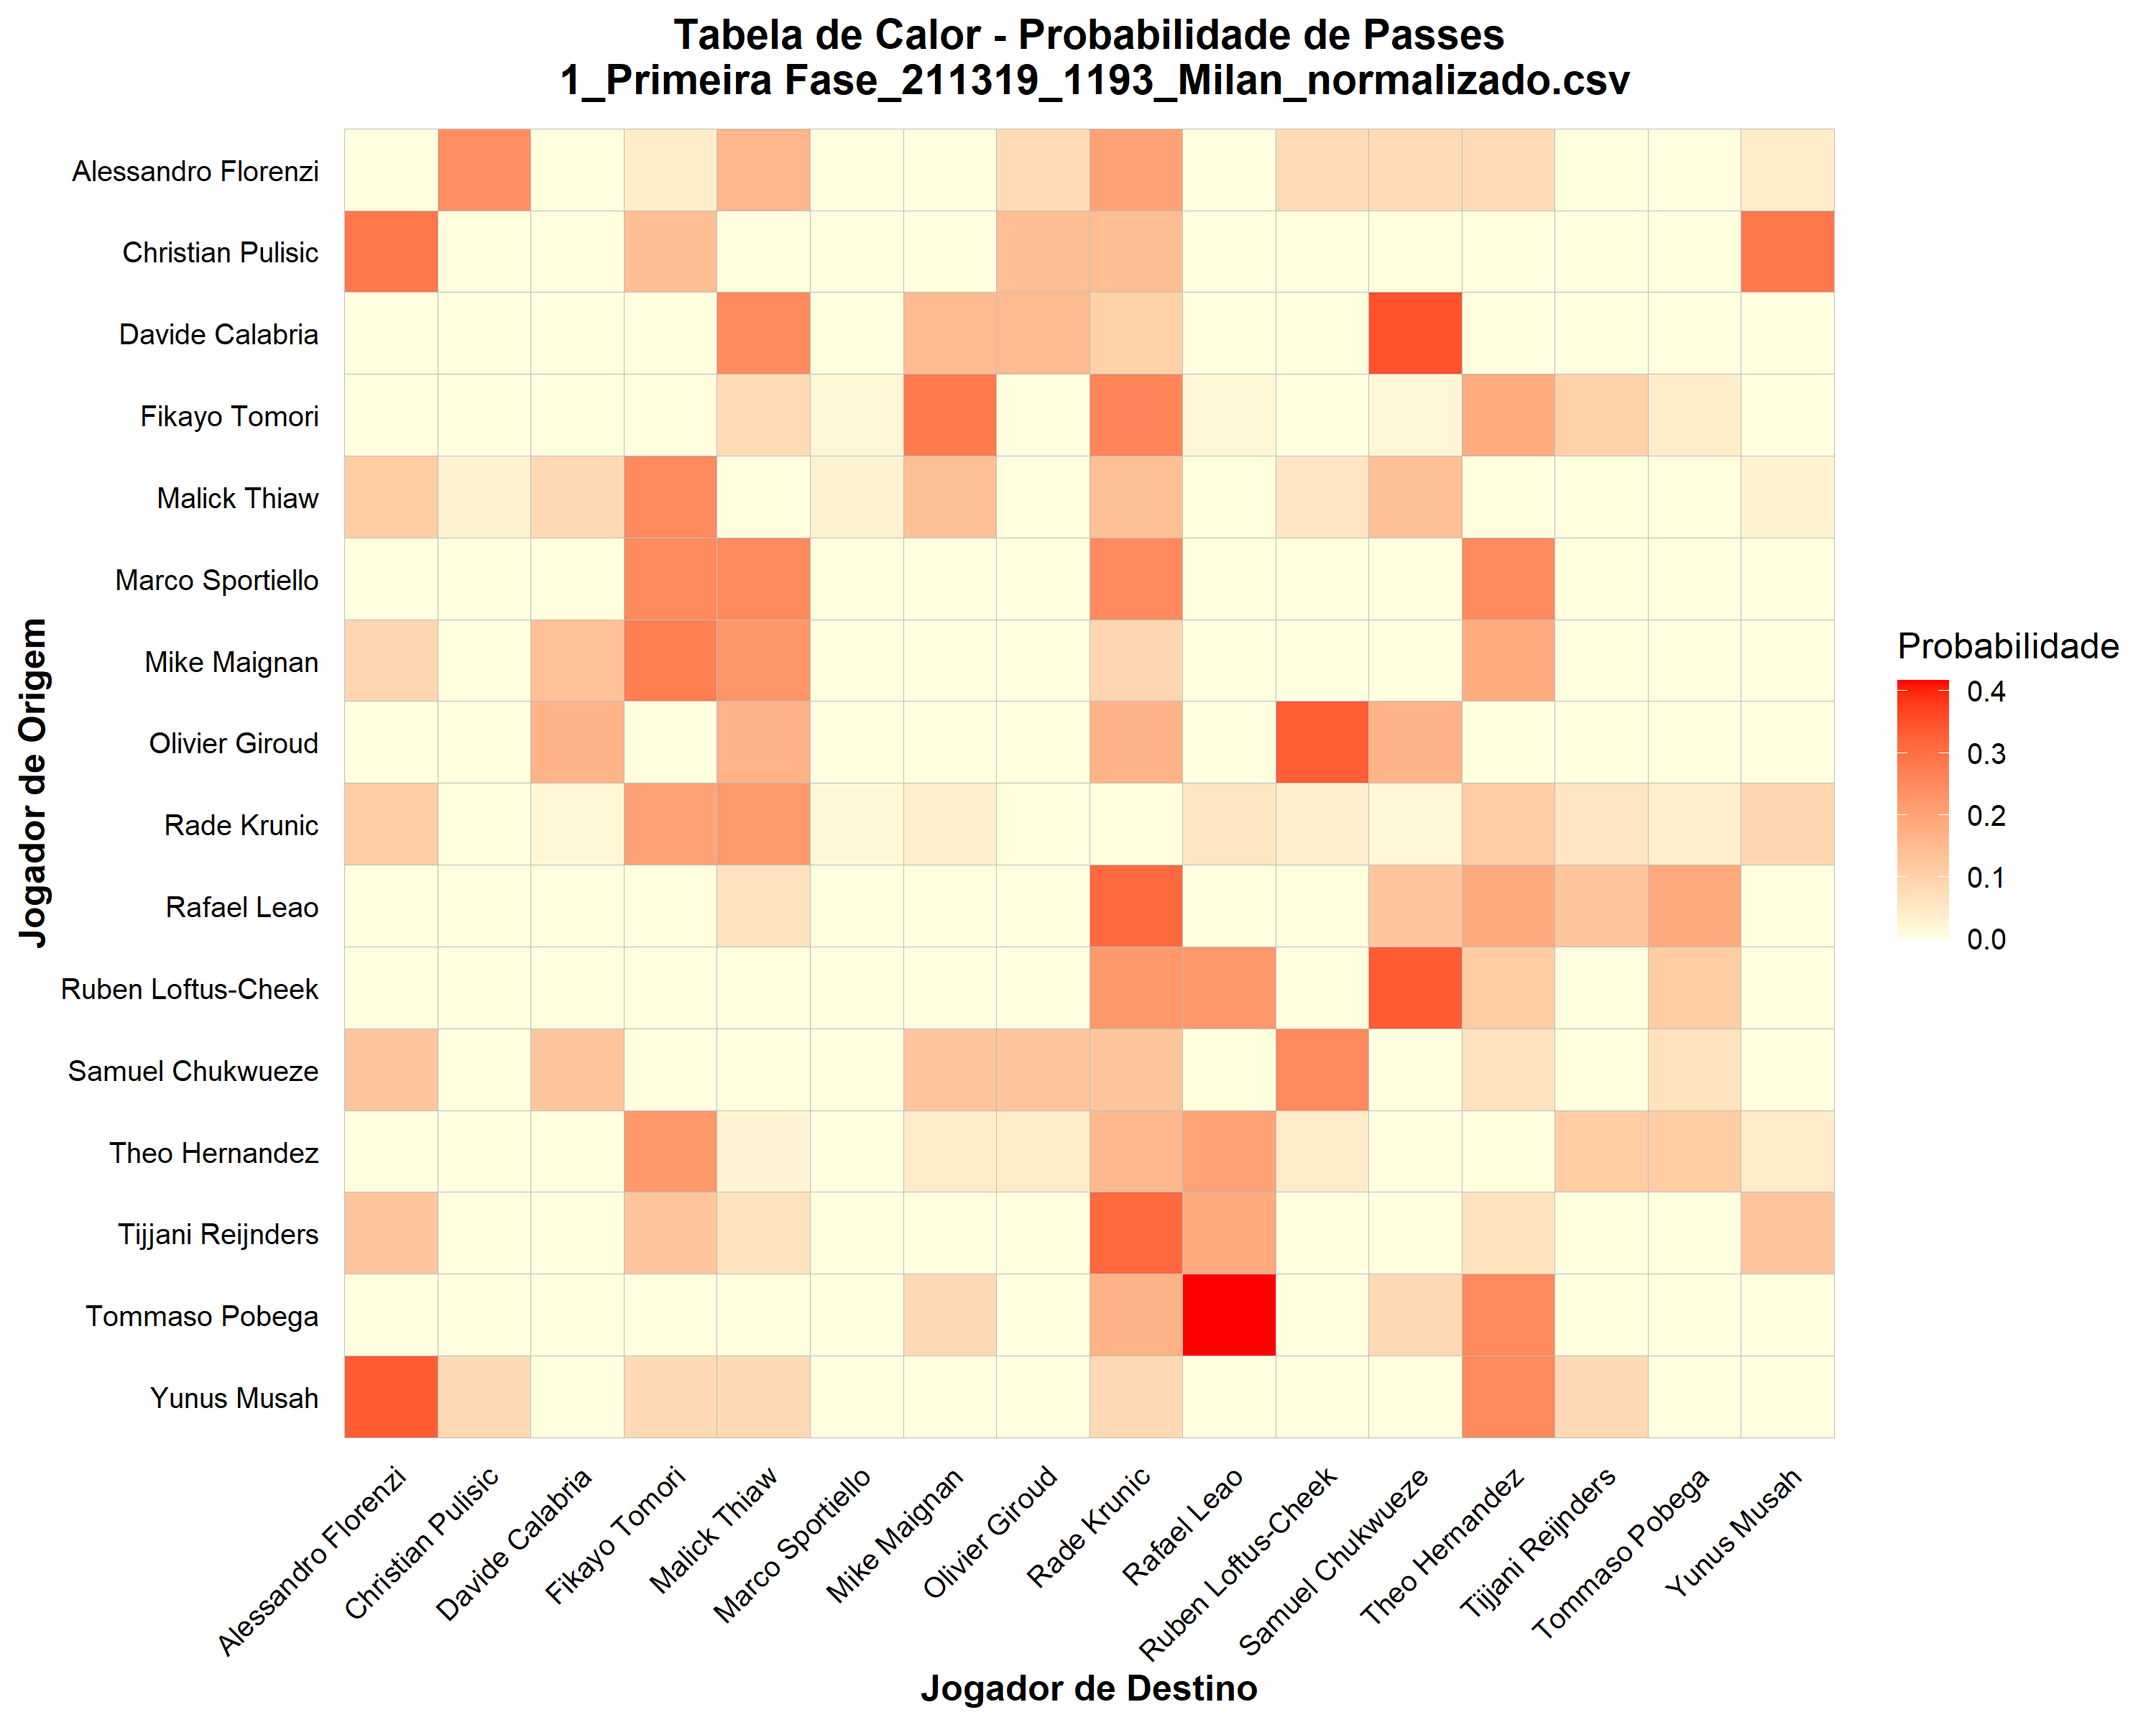 Tabela de Calor - Probabilidade de Passes
1_Primeira Fase_211319_1193_Milan_normalizado.csv
Jogador de Origem
Alessandro Florenzi
Christian Pulisic
Davide Calabria
Fikayo Tomori
Malick Thiaw
Marco Sportiello
Mike Maignan
Olivier Giroud
Rade Krunic
Rafael Leao
Ruben Loftus-Cheek
Samuel Chukwueze
Theo Hernandez
Tijjani Reijnders
Tommaso Pobega
Yunus Musah
Alessandro Florenzi
Christian Pulisic
Davide Calabria
Fikayo Tomori
Malick Thiaw
Marco Sportiello
Mike Maignan
Olivier Giroud
Rade Krunic
Rafael Leao
Ruben Loftus-Cheek
Samuel Chukwueze
Theo Hernandez
Tijjani Reijnders
Tommaso Pobega
Yunus Musah
Jogador de Destino
Probabilidade
0.4
0.3
0.2
0.1
0.0